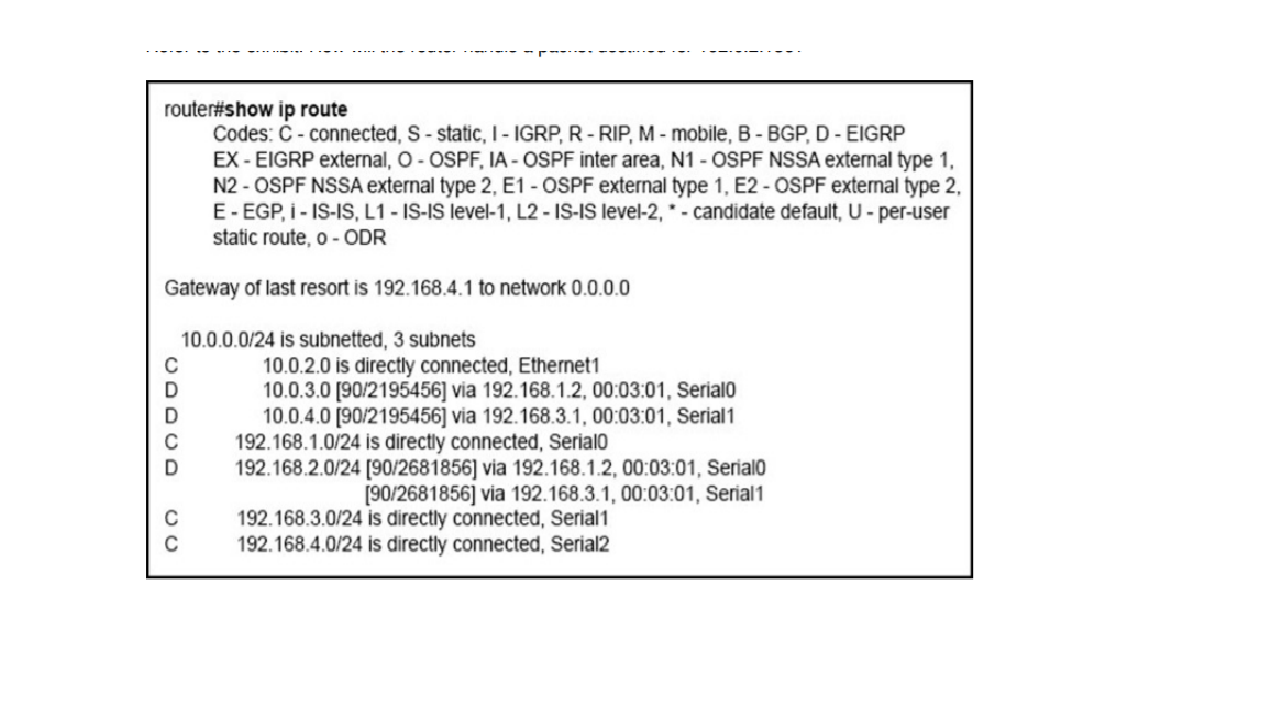 router#show ip route
Codes: C - connected, S - static, I - IGRP, R - RIP, M - mobile, B - BGP, D - EIGRP
EX - EIGRP external, O - OSPF, IA - OSPF inter area, N1 - OSPF NSSA external type 1,
N2 - OSPF NSSA external type 2, E1 - OSPF external type 1, E2 - OSPF external type 2,
E - EGP, i - IS-IS, L1 - IS-IS level-1, L2 - IS-IS level-2, * - candidate default, U - per-user
static route, o - ODR
Gateway of last resort is 192.168.4.1 to network 0.0.0.0
10.0.0.0/24 is subnetted, 3 subnets
C 10.0.2.0 is directly connected, Ethernet1
D 10.0.3.0 [90/2195456] via 192.168.1.2, 00:03:01, Serial0
D 10.0.4.0 [90/2195456] via 192.168.3.1, 00:03:01, Serial1
C 192.168.1.0/24 is directly connected, Serial0
D 192.168.2.0/24 [90/2681856] via 192.168.1.2, 00:03:01, Serial0
[90/2681856] via 192.168.3.1, 00:03:01, Serial1
C 192.168.3.0/24 is directly connected, Serial1
C 192.168.4.0/24 is directly connected, Serial2